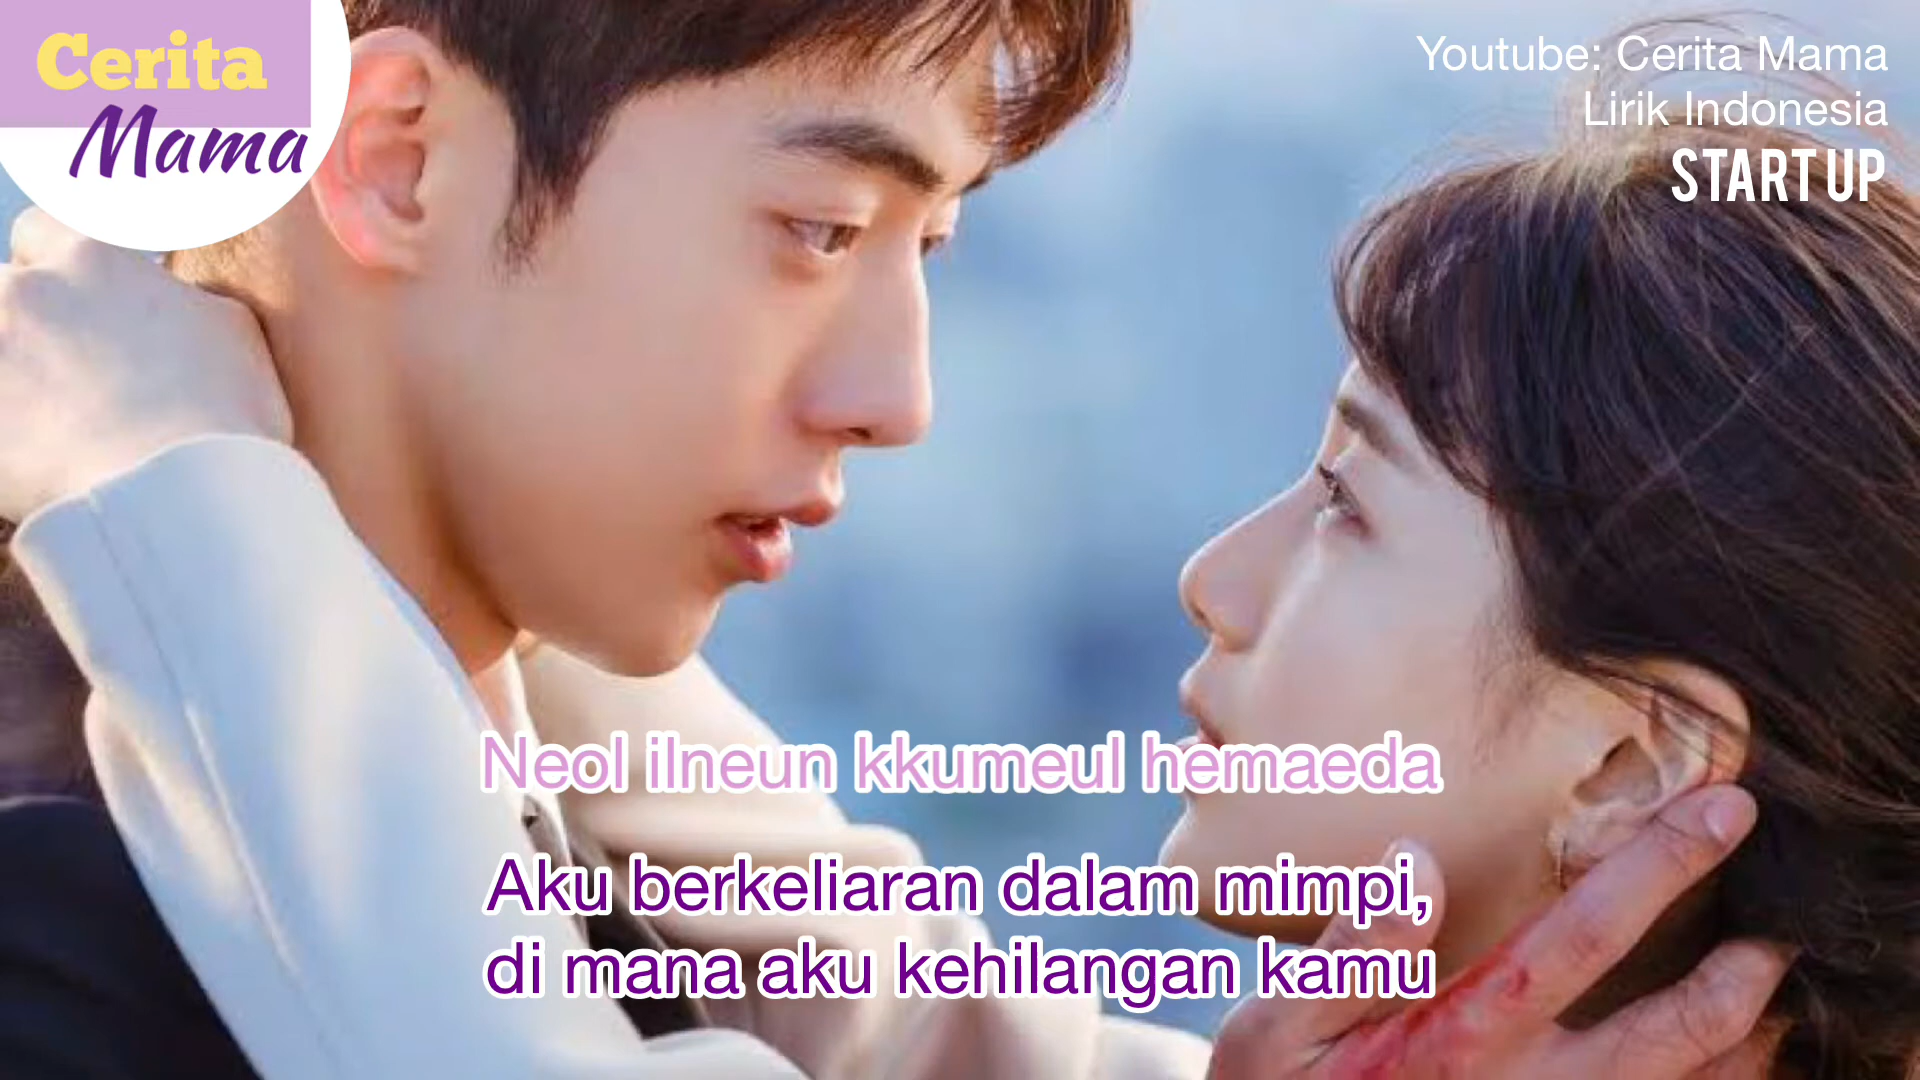 Cerita
Mama
Youtube: Cerita Mama
Lirik Indonesia
START UP
Neol ilneun kkumeul hemaeda
Aku berkeliaran dalam mimpi,
di mana aku kehilangan kamu